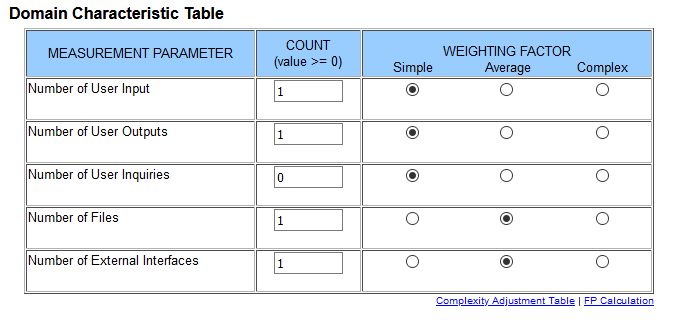 Domain Characteristic Table
MEASUREMENT PARAMETER
COUNT
(value >= 0)
WEIGHTING FACTOR
Simple Average Complex
Number of User Input 1
Number of User Outputs 1
Number of User Inquiries 0
Number of Files 1
Number of External Interfaces 1
Complexity Adjustment Table | FP Calculation